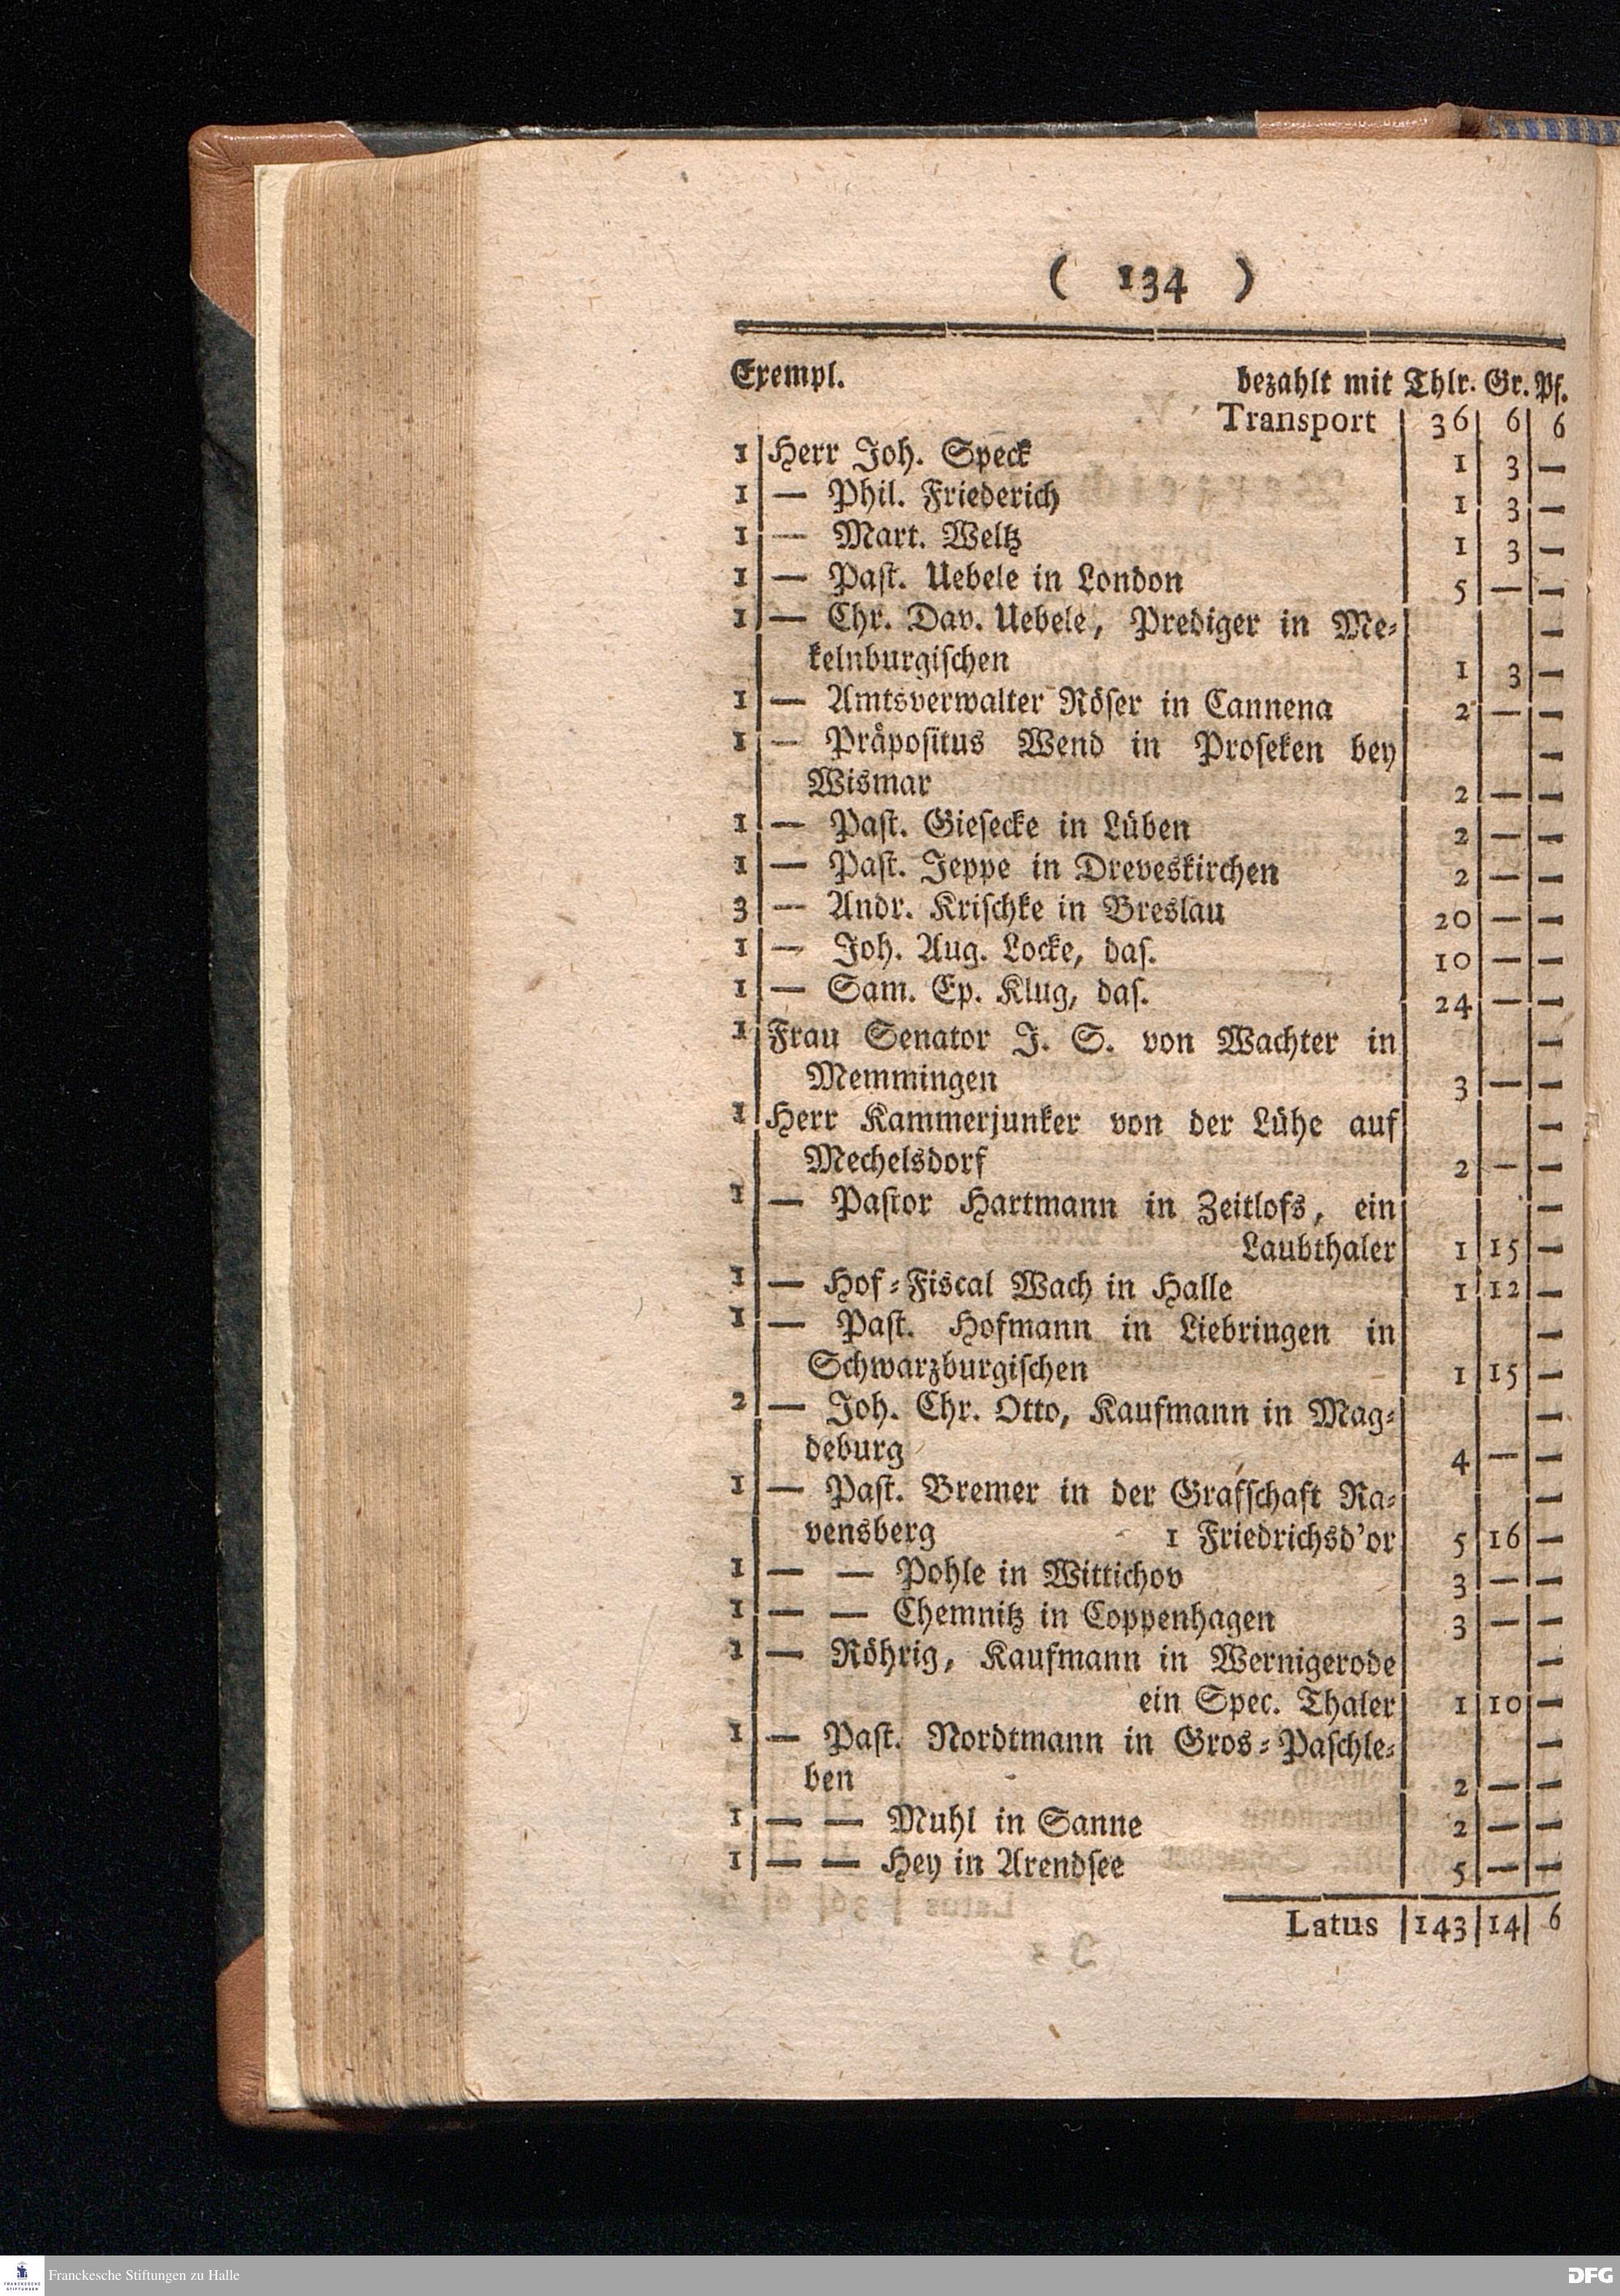 ( 134 )
Exempl. bezahlt mit Thlr. Gr. Pf.
Transport | 36 | 6 | 6
1 Herr Joh. Speck | 1 | 3 | —
1 — Phil. Friederich | 1 | 3 | —
1 — Mart. Weltz | 1 | 3 | —
1 — Past. Uebele in London | 5 | — | —
1 — Chr. Dav. Uebele, Prediger in Me- | | | —
kelnburgischen | 1 | 3 | —
1 — Amtsverwalter Röser in Cannena | 2 | — | —
1 — Präpositus Wend in Proseken bey | | | —
Wismar | 2 | — | —
1 — Past. Giesecke in Lüben | 2 | — | —
1 — Past. Jeppe in Dreveskirchen | 2 | — | —
3 — Andr. Krischke in Breslau | 20 | — | —
1 — Joh. Aug. Locke, das. | 10 | — | —
1 — Sam. Ep. Klug, das. | 24 | — | —
1 Frau Senator J. S. von Wachter in | | | —
Memmingen | 3 | — | —
1 Herr Kammerjunker von der Lühe auf | | | —
Mechelsdorf | 2 | — | —
1 — Pastor Hartmann in Zeitlofs, ein | | | —
Laubthaler | 1 | 15 | —
1 — Hof-Fiscal Wach in Halle | 1 | 12 | —
1 — Past. Hofmann in Liebringen in | | | —
Schwarzburgischen | 1 | 15 | —
2 — Joh. Chr. Otto, Kaufmann in Mag- | | | —
deburg | 4 | — | —
1 — Past. Bremer in der Grafschaft Ra- | | | —
vensberg 1 Friedrichsd'or | 5 | 16 | —
1 — — Pohle in Wittichov | 3 | — | —
1 — — Chemnitz in Coppenhagen | 3 | — | —
1 — Röhrig, Kaufmann in Wernigerode | | | —
ein Spec. Thaler | 1 | 10 | —
1 — Past. Nordtmann in Gros-Paschle- | | | —
ben | 2 | — | —
1 — — Muhl in Sanne | 2 | — | —
1 — — Hey in Arendsee | 5 | — | —
Latus | 143 | 14 | 6
Franckesche Stiftungen zu Halle
DFG